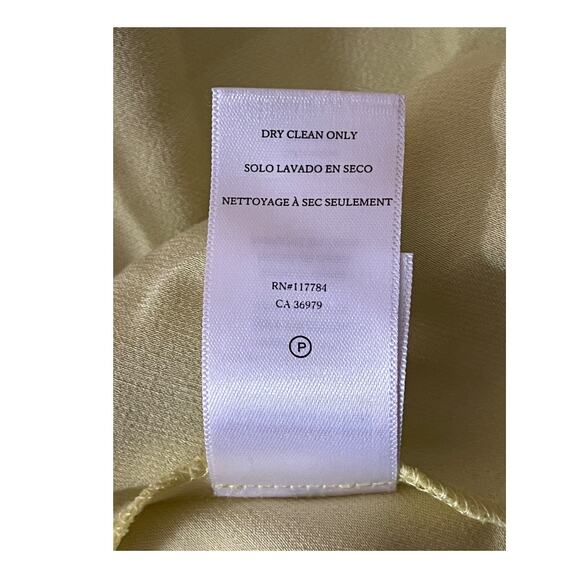 DRY CLEAN ONLY
SOLO LAVADO EN SECO
NETTOYAGE À SEC SEULEMENT
RN#117784
CA 36979
P